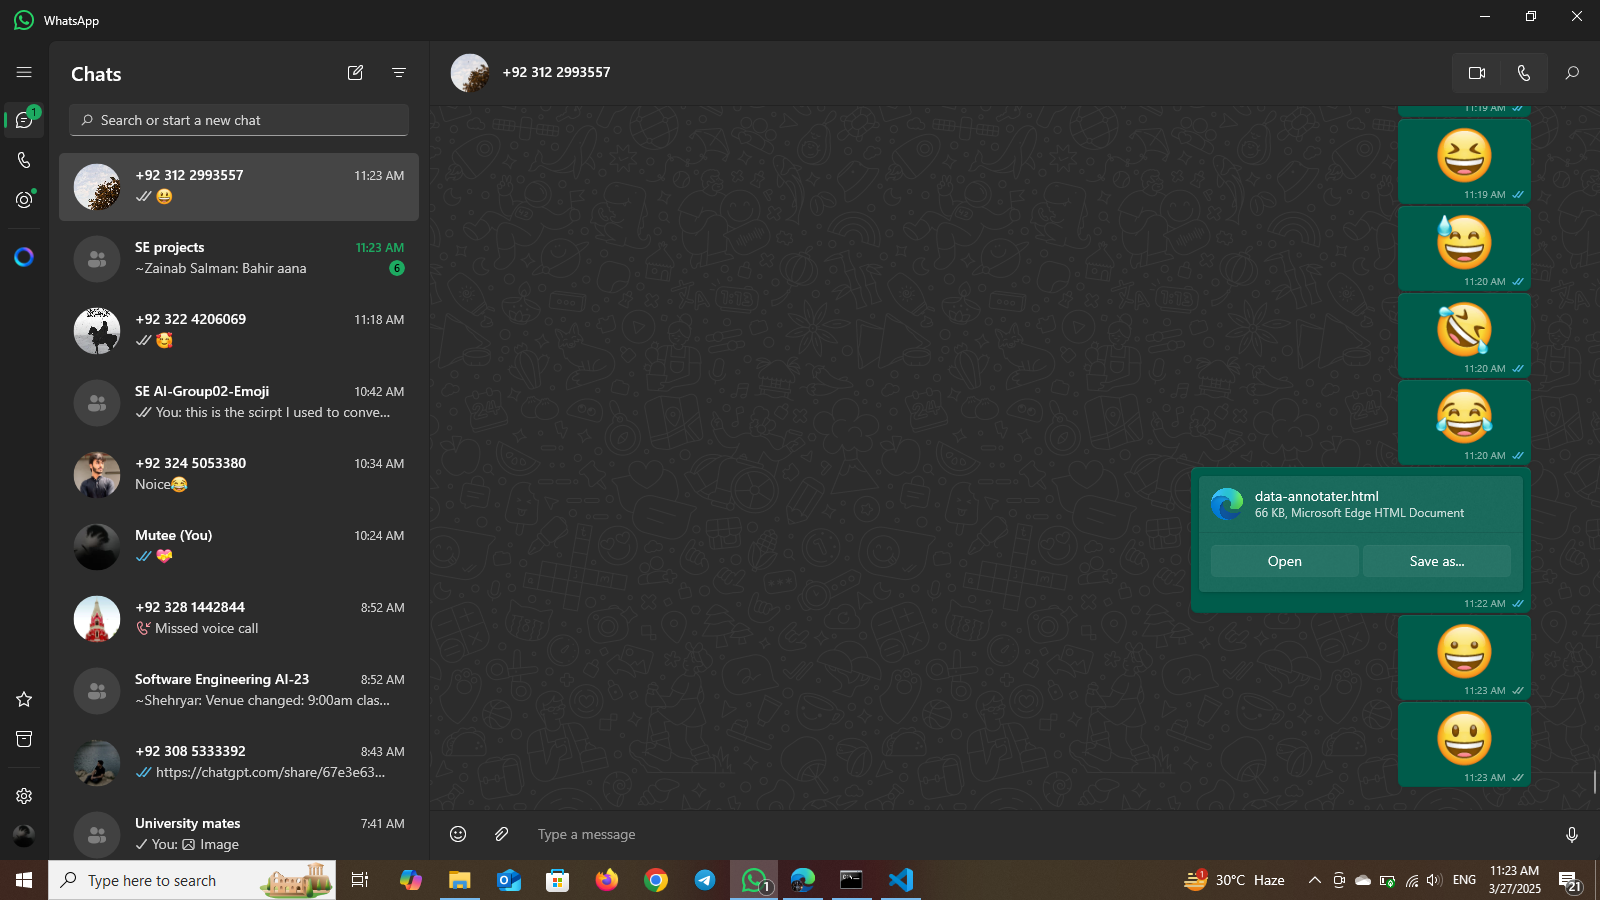 WhatsApp
Chats
Search or start a new chat
1
+92 312 2993557
11:23 AM
SE projects
11:23 AM
~Zainab Salman: Bahir aana
6
+92 322 4206069
11:18 AM
SE AI-Group02-Emoji
10:42 AM
You: this is the scirpt I used to conve...
+92 324 5053380
10:34 AM
Noice😂
Mutee (You)
10:24 AM
+92 328 1442844
8:52 AM
Missed voice call
Software Engineering AI-23
8:52 AM
~Shehryar: Venue changed: 9:00am clas...
+92 308 5333392
8:43 AM
https://chatgpt.com/share/67e3e63...
University mates
7:41 AM
You: Image
+92 312 2993557
11:19 AM
11:19 AM
11:20 AM
11:20 AM
11:20 AM
data-annotater.html
66 KB, Microsoft Edge HTML Document
Open
Save as...
11:22 AM
11:23 AM
11:23 AM
Type a message
Type here to search
1
1
30°C Haze
ENG
11:23 AM
3/27/2025
21